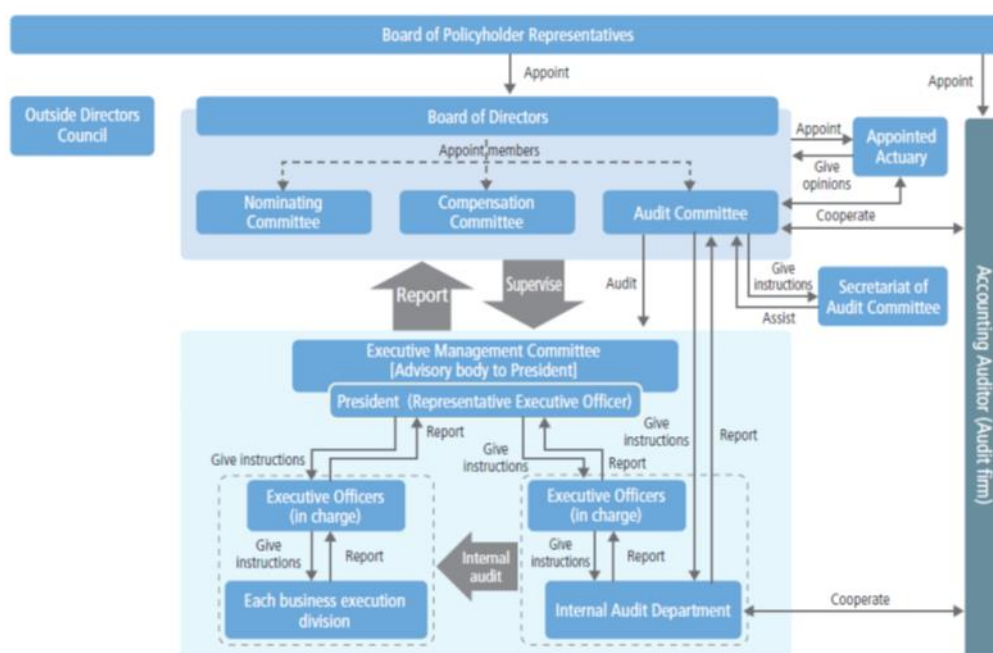 Board of Policyholder Representatives
Appoint
Appoint
Outside Directors
Council
Board of Directors
Appoint members
Appoint
Appointed
Actuary
Give
opinions
Nominating
Committee
Compensation
Committee
Audit Committee
Cooperate
Report
Supervise
Audit
Give
instructions
Assist
Secretariat of
Audit Committee
Executive Management Committee
[Advisory body to President]
President (Representative Executive Officer)
Give instructions
Report
Give
instructions
Report
Give
instructions
Report
Executive Officers
(in charge)
Executive Officers
(in charge)
Give
instructions
Report
Internal
audit
Give
instructions
Report
Each business execution
division
Internal Audit Department
Cooperate
Accounting Auditor (Audit firm)